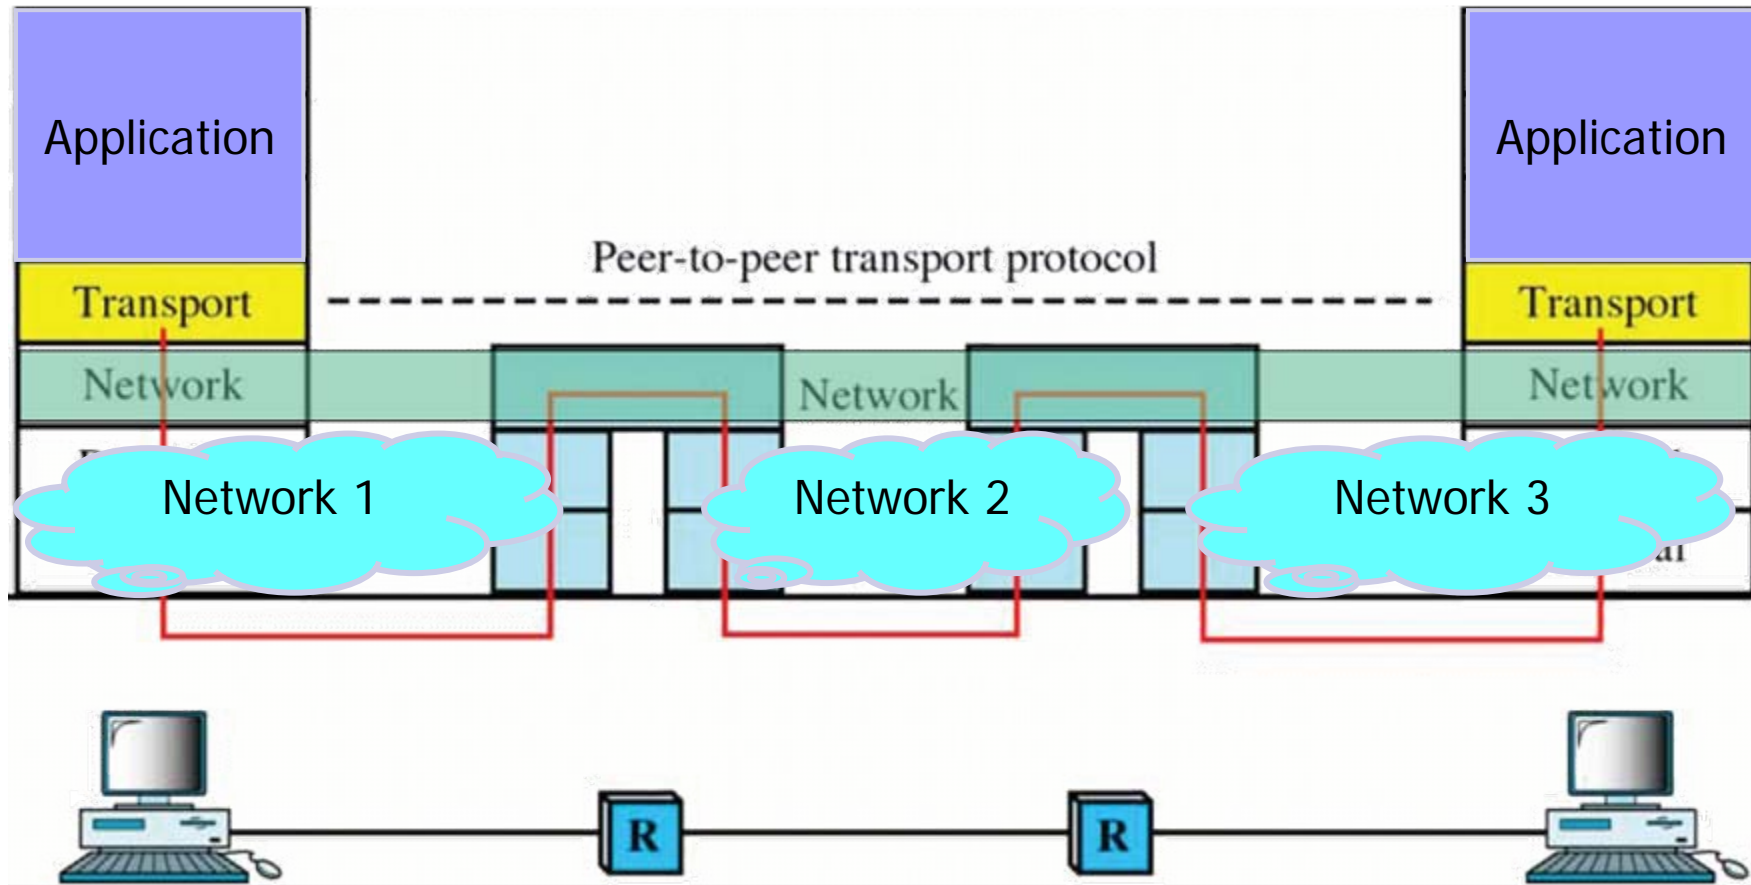 Application
Application
Peer-to-peer transport protocol
Transport
Transport
Network
Network
Network
Network 1
Network 2
Network 3
R
R